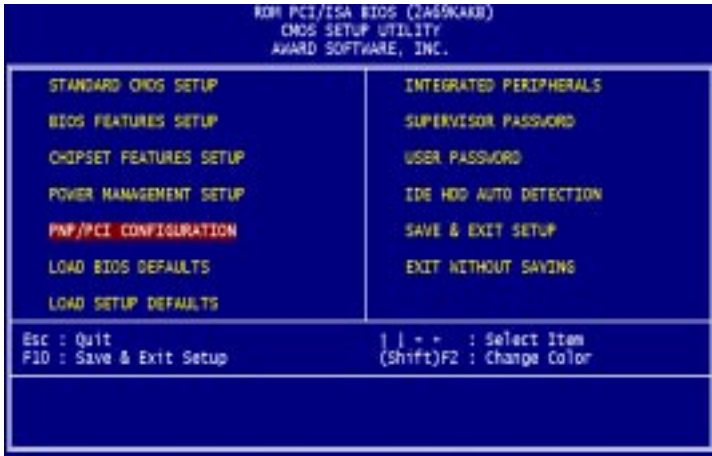 ROM PCI/ISA BIOS (2A69KAKB)
CMOS SETUP UTILITY
AWARD SOFTWARE, INC.
STANDARD CMOS SETUP
BIOS FEATURES SETUP
CHIPSET FEATURES SETUP
POWER MANAGEMENT SETUP
PNP/PCI CONFIGURATION
LOAD BIOS DEFAULTS
LOAD SETUP DEFAULTS
INTEGRATED PERIPHERALS
SUPERVISOR PASSWORD
USER PASSWORD
IDE HDD AUTO DETECTION
SAVE & EXIT SETUP
EXIT WITHOUT SAVING
Esc : Quit
F10 : Save & Exit Setup
: Select Item
(Shift)F2 : Change Color